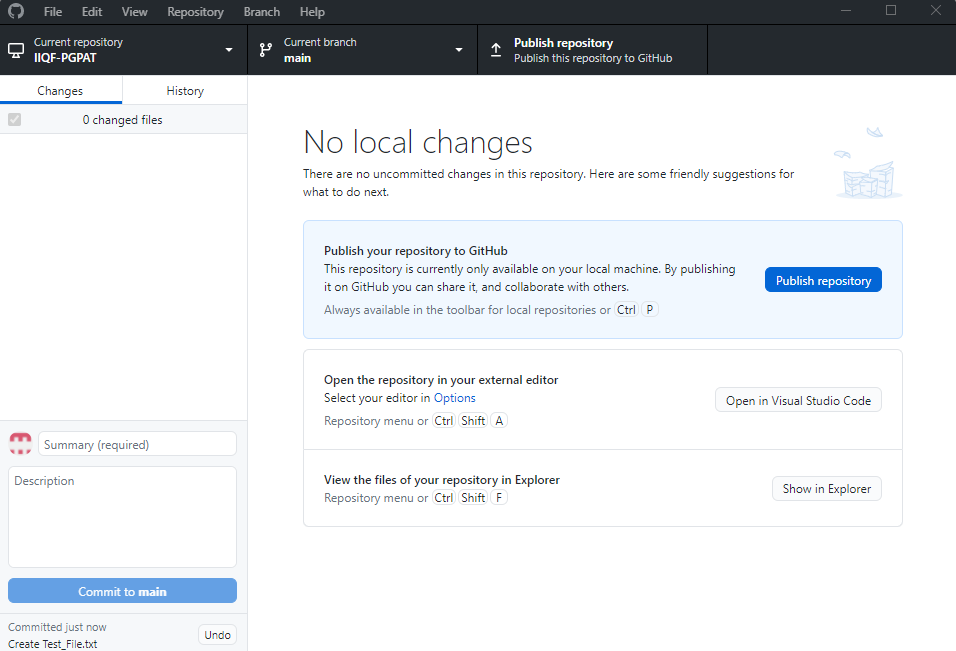 File Edit View Repository Branch Help
Current repository
IIQF-PGPAT
Current branch
main
Publish repository
Publish this repository to GitHub
Changes History
0 changed files
No local changes
There are no uncommitted changes in this repository. Here are some friendly suggestions for
what to do next.
Publish your repository to GitHub
This repository is currently only available on your local machine. By publishing
it on GitHub you can share it, and collaborate with others.
Always available in the toolbar for local repositories or Ctrl P
Publish repository
Open the repository in your external editor
Select your editor in Options
Repository menu or Ctrl Shift A
Open in Visual Studio Code
View the files of your repository in Explorer
Repository menu or Ctrl Shift F
Show in Explorer
Summary (required)
Description
Commit to main
Committed just now
Create Test_File.txt
Undo